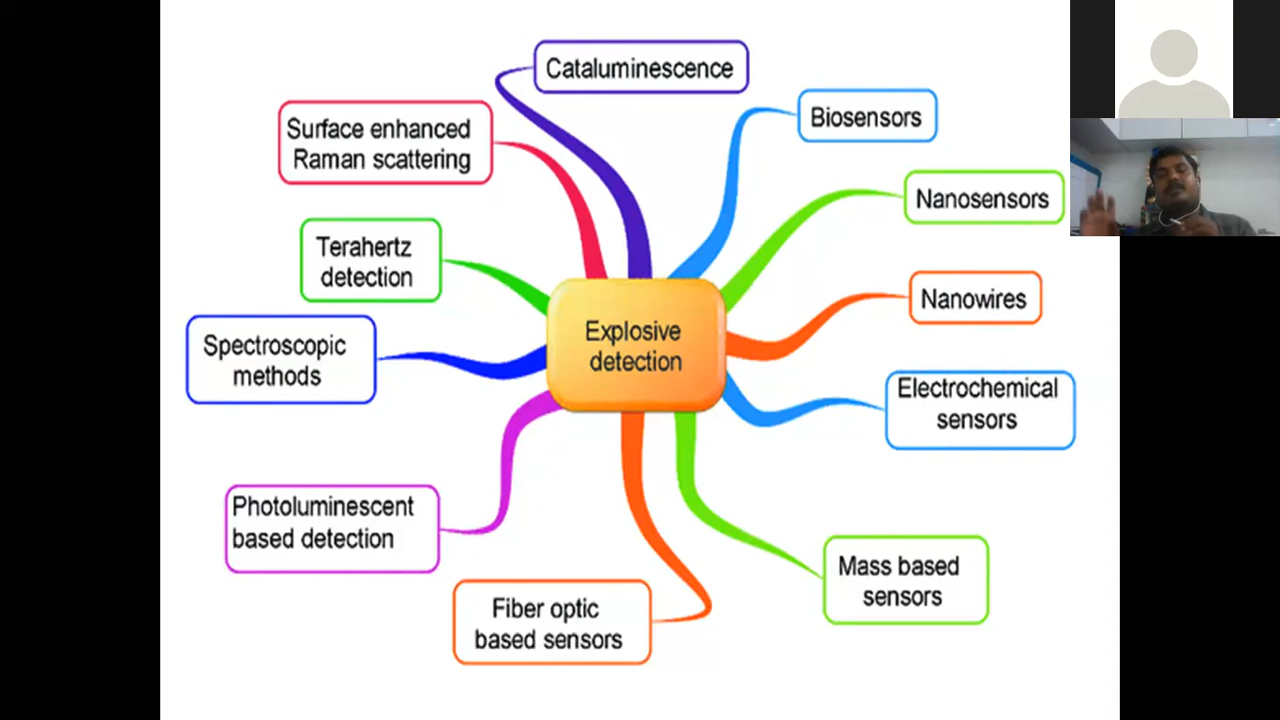 Cataluminescence
Biosensors
Surface enhanced
Raman scattering
Nanosensors
Terahertz
detection
Nanowires
Explosive
detection
Spectroscopic
methods
Electrochemical
sensors
Photoluminescent
based detection
Mass based
sensors
Fiber optic
based sensors